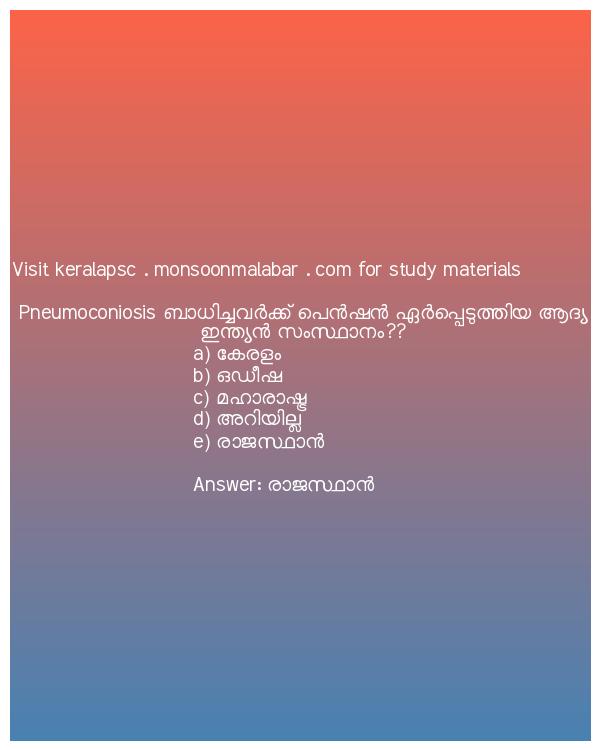 Visit keralapsc . monsoonmalabar . com for study materials
Pneumoconiosis ബാധിച്ചവർക്ക് പെൻഷൻ ഏർപ്പെടുത്തിയ ആദ്യ
ഇന്ത്യൻ സംസ്ഥാനം??
a) കേരളം
b) ഒഡീഷ
c) മഹാരാഷ്ട്ര
d) അറിയില്ല
e) രാജസ്ഥാൻ
Answer: രാജസ്ഥാൻ